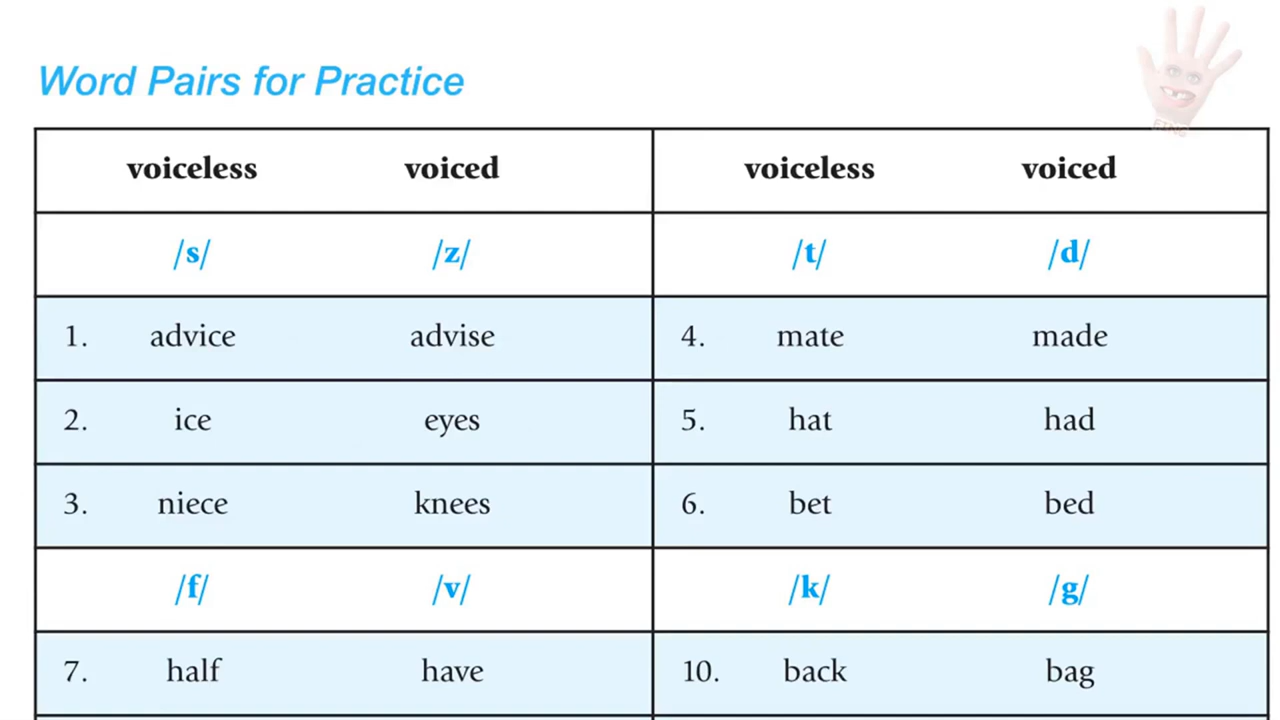 Word Pairs for Practice
voiceless voiced voiceless voiced
/s/ /z/ /t/ /d/
1. advice advise 4. mate made
2. ice eyes 5. hat had
3. niece knees 6. bet bed
/f/ /v/ /k/ /g/
7. half have 10. back bag